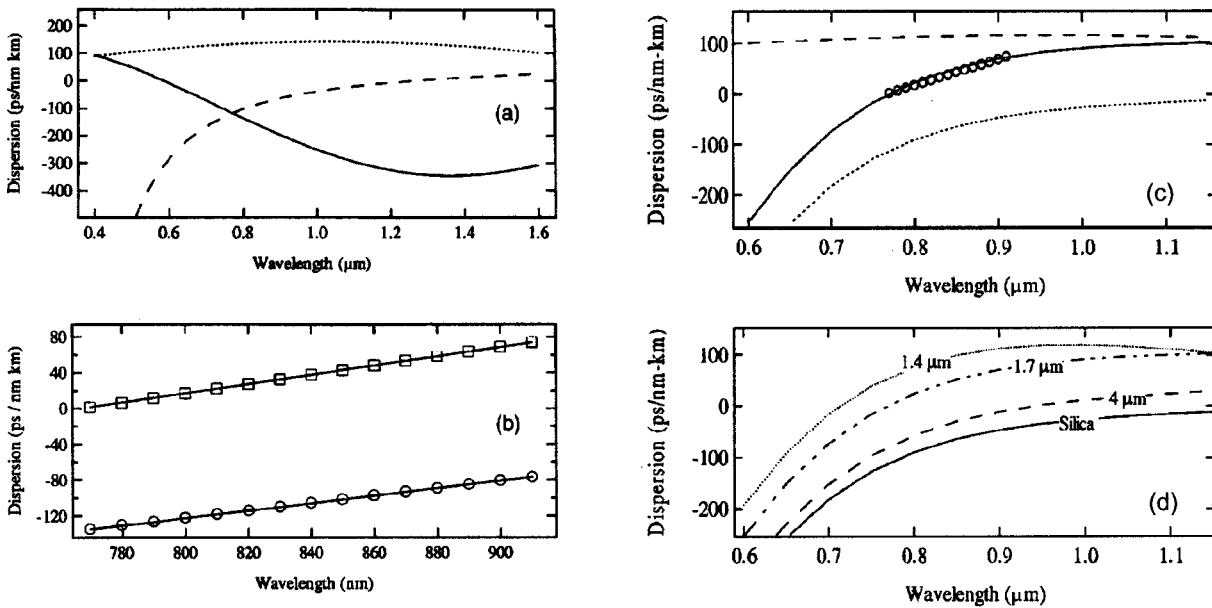 Dispersion (ps/nm km)
200
100
0
-100
-200
-300
-400
(a)
0.4 0.6 0.8 1.0 1.2 1.4 1.6
Wavelength (μm)
Dispersion (ps / nm km)
80
40
0
-40
-80
-120
(b)
780 800 820 840 860 880 900
Wavelength (nm)
Dispersion (ps/nm-km)
100
0
-100
-200
(c)
0.6 0.7 0.8 0.9 1.0 1.1
Wavelength (μm)
Dispersion (ps/nm-km)
100
0
-100
-200
1.4 μm
1.7 μm
4 μm
Silica
(d)
0.6 0.7 0.8 0.9 1.0 1.1
Wavelength (μm)